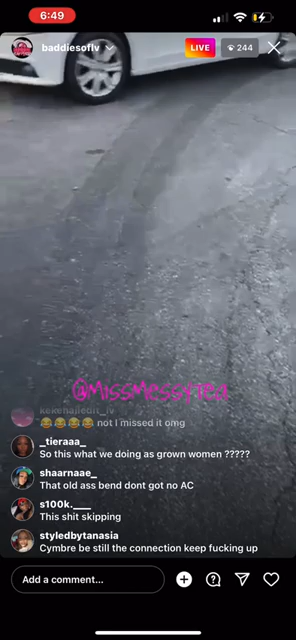 6:49
baddiesoflv
LIVE
244
@MissMessyTea
😂😂😂😂 not I missed it omg
_tieraaa_
So this what we doing as grown women ?????
shaarnaae_
That old ass bend dont got no AC
s100k.___
This shit skipping
styledbytanasia
Cymbre be still the connection keep fucking up
Add a comment...